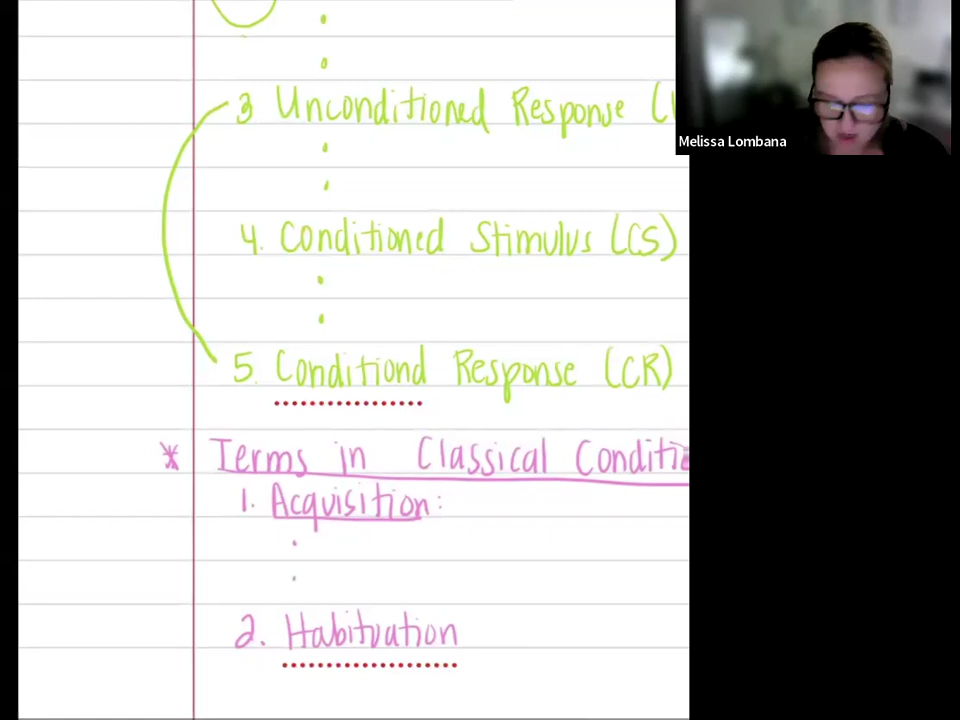 3 Unconditioned Response (U
Melissa Lombana
4. Conditioned Stimulus (CS)
5. Conditiond Response (CR)
* Terms in Classical Conditi
1. Acquisition:
2. Habituation